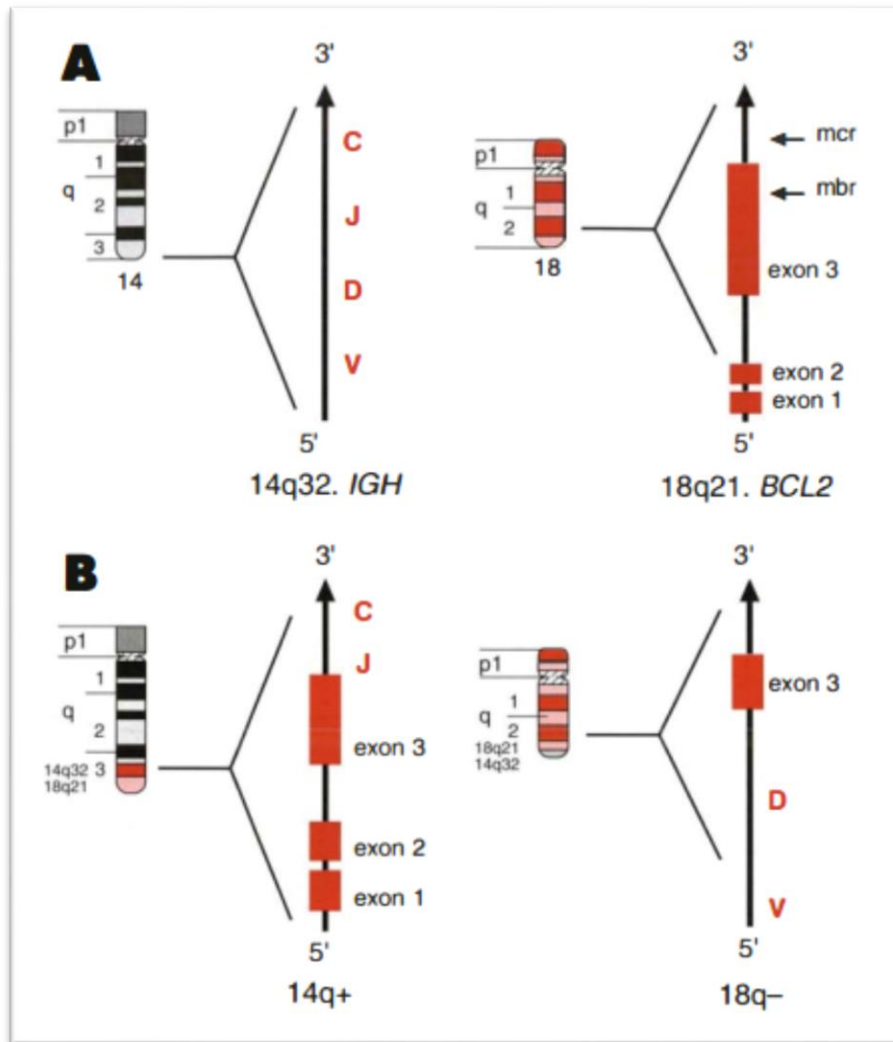 A
3'
p1
q
1
2
3
14
C
J
D
V
5'
14q32. IGH
3'
p1
q
1
2
18
mcr
mbr
exon 3
exon 2
exon 1
5'
18q21. BCL2
B
3'
p1
q
1
2
14q32 3
18q21
C
J
exon 3
exon 2
exon 1
5'
14q+
3'
p1
q
1
2
18q21
14q32
exon 3
D
V
5'
18q–